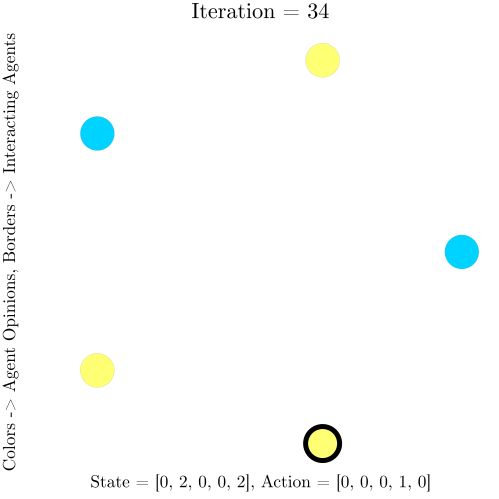 Iteration = 34
Colors -> Agent Opinions, Borders -> Interacting Agents
State = [0, 2, 0, 0, 2], Action = [0, 0, 0, 1, 0]